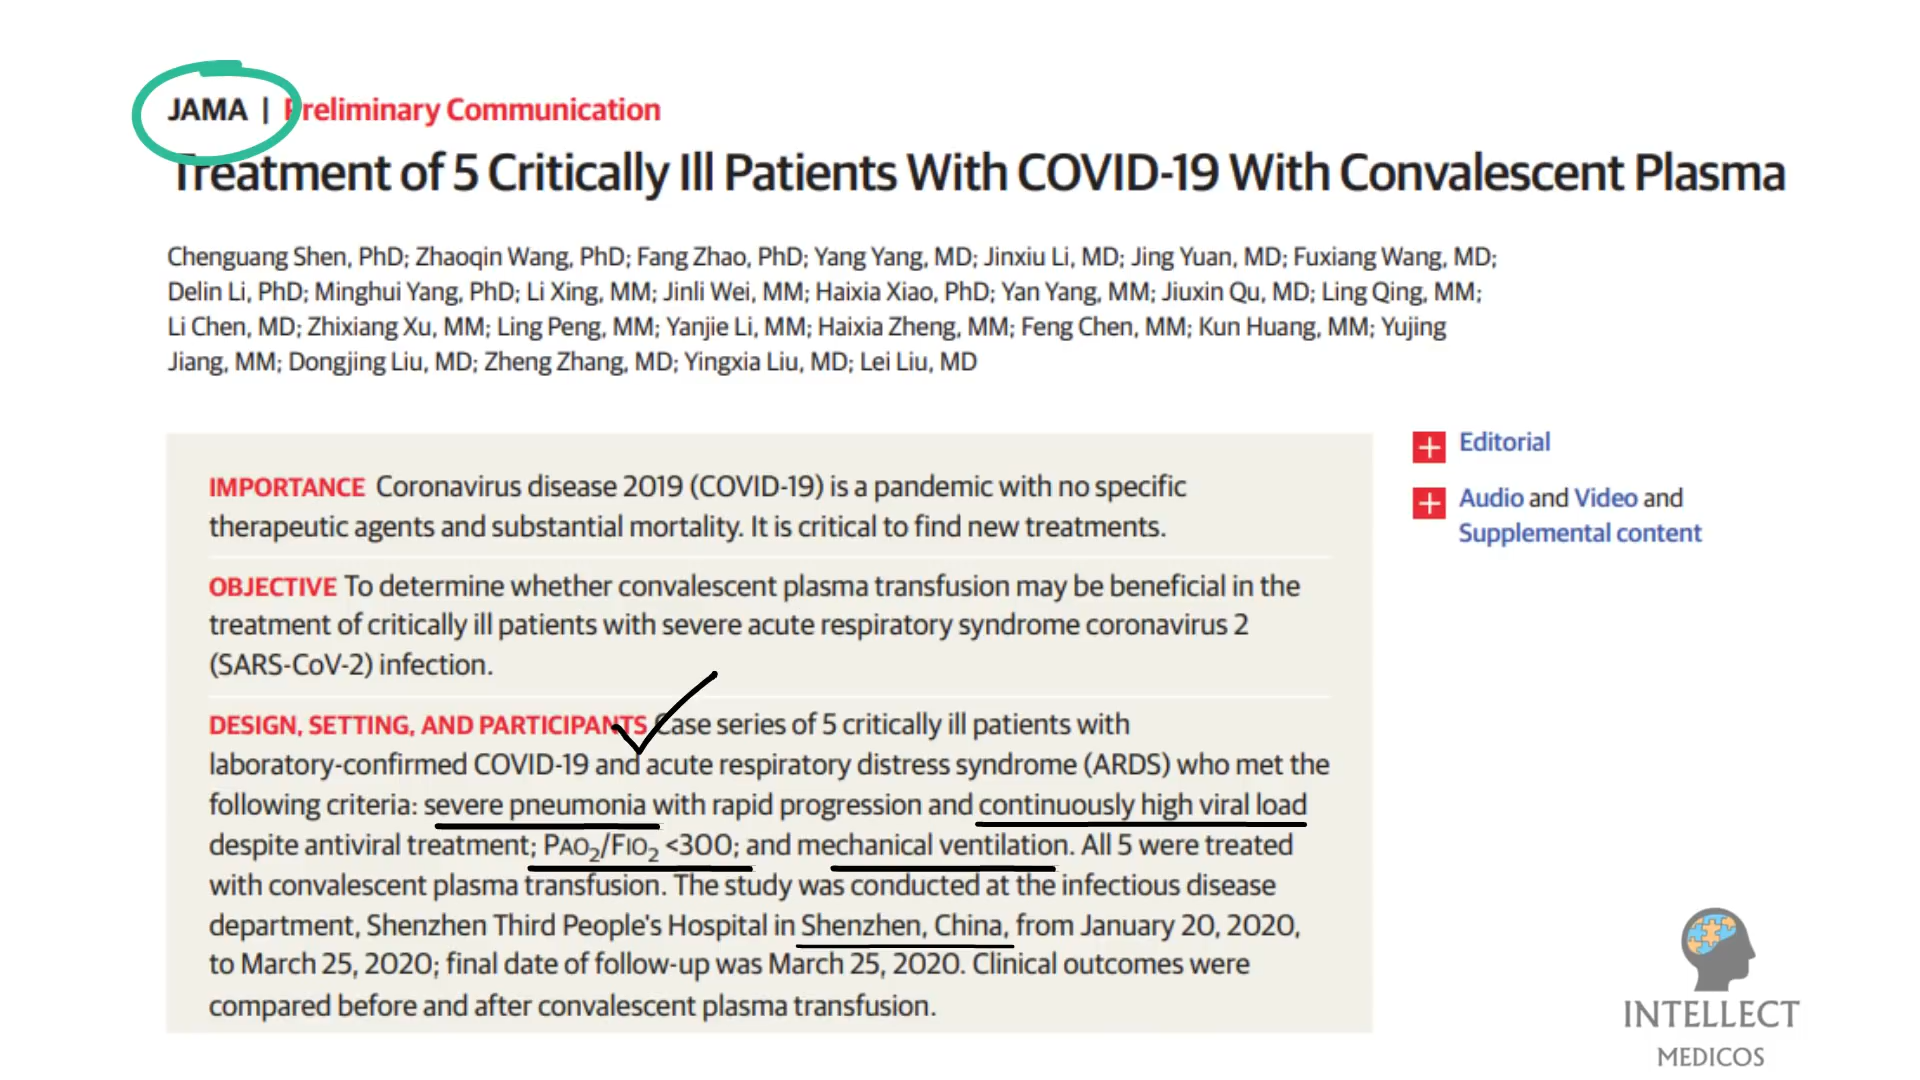 JAMA | Preliminary Communication
Treatment of 5 Critically Ill Patients With COVID-19 With Convalescent Plasma
Chenguang Shen, PhD; Zhaoqin Wang, PhD; Fang Zhao, PhD; Yang Yang, MD; Jinxiu Li, MD; Jing Yuan, MD; Fuxiang Wang, MD;
Delin Li, PhD; Minghui Yang, PhD; Li Xing, MM; Jinli Wei, MM; Haixia Xiao, PhD; Yan Yang, MM; Jiuxin Qu, MD; Ling Qing, MM;
Li Chen, MD; Zhixiang Xu, MM; Ling Peng, MM; Yanjie Li, MM; Haixia Zheng, MM; Feng Chen, MM; Kun Huang, MM; Yujing
Jiang, MM; Dongjing Liu, MD; Zheng Zhang, MD; Yingxia Liu, MD; Lei Liu, MD
IMPORTANCE Coronavirus disease 2019 (COVID-19) is a pandemic with no specific
therapeutic agents and substantial mortality. It is critical to find new treatments.
OBJECTIVE To determine whether convalescent plasma transfusion may be beneficial in the
treatment of critically ill patients with severe acute respiratory syndrome coronavirus 2
(SARS-CoV-2) infection.
DESIGN, SETTING, AND PARTICIPANTS Case series of 5 critically ill patients with
laboratory-confirmed COVID-19 and acute respiratory distress syndrome (ARDS) who met the
following criteria: severe pneumonia with rapid progression and continuously high viral load
despite antiviral treatment; PAO₂/FIO₂ <300; and mechanical ventilation. All 5 were treated
with convalescent plasma transfusion. The study was conducted at the infectious disease
department, Shenzhen Third People's Hospital in Shenzhen, China, from January 20, 2020,
to March 25, 2020; final date of follow-up was March 25, 2020. Clinical outcomes were
compared before and after convalescent plasma transfusion.
Editorial
Audio and Video and
Supplemental content
INTELLECT
MEDICOS